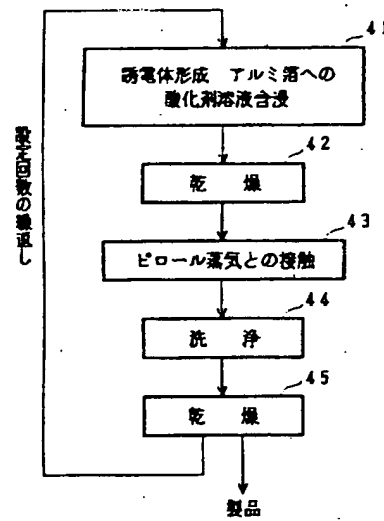 41
誘電体形成 アルミ箔への
酸化剤溶液含浸
42
乾 燥
43
ピロール蒸気との接触
44
洗 浄
45
乾 燥
設定回数の繰返し
製品